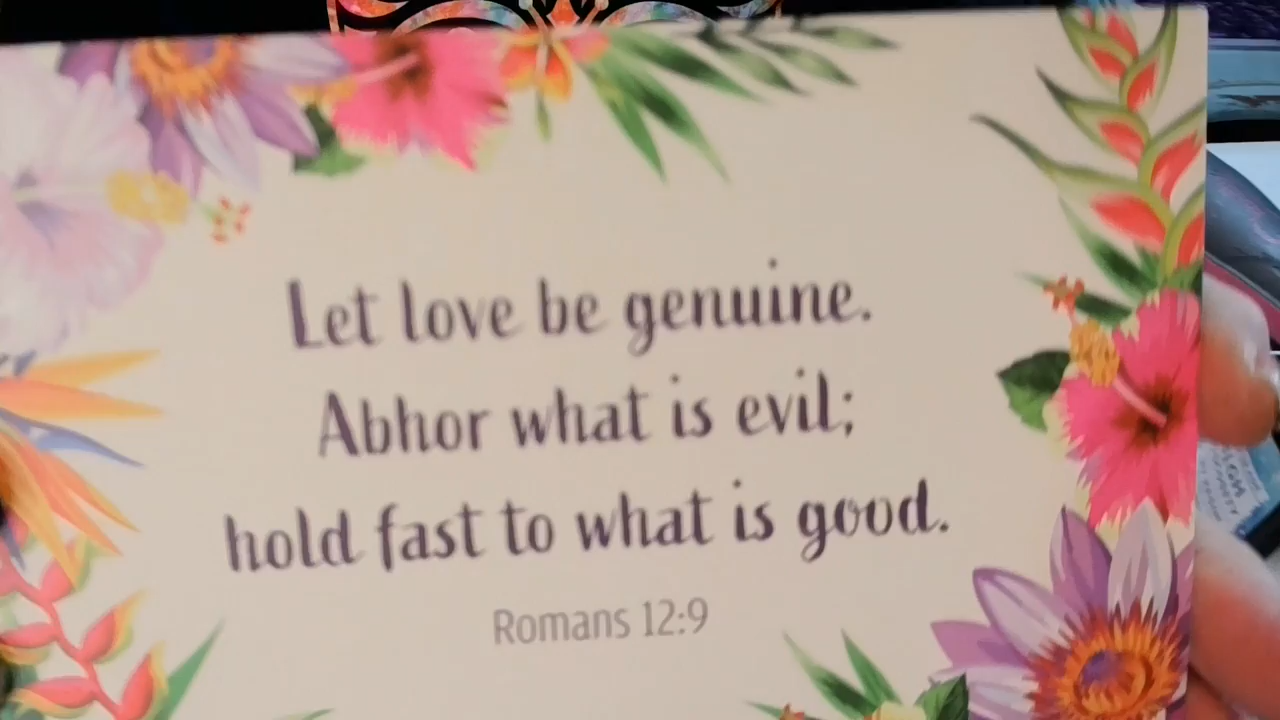 Let love be genuine.
Abhor what is evil;
hold fast to what is good.
Romans 12:9